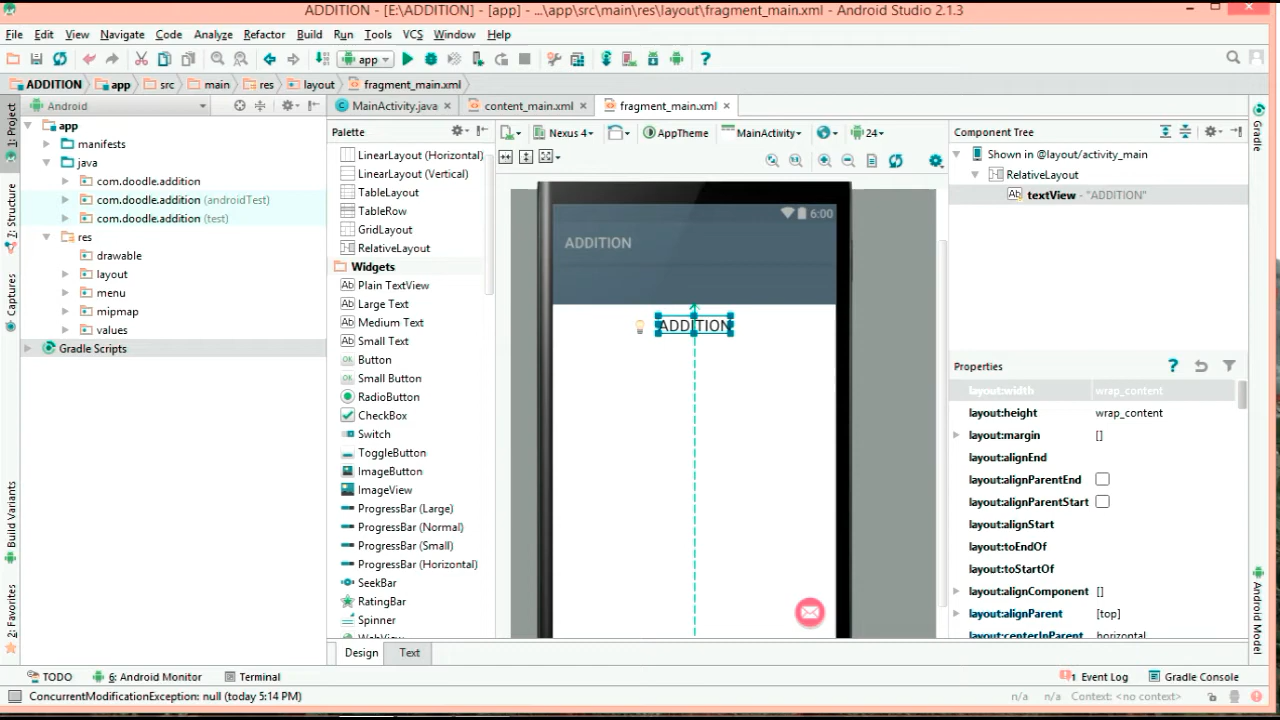 ADDITION - [E:\ADDITION] - [app] - ...\app\src\main\res\layout\fragment_main.xml - Android Studio 2.1.3
File Edit View Navigate Code Analyze Refactor Build Run Tools VCS Window Help
app
ADDITION app src main res layout fragment_main.xml
1: Project
7: Structure
Captures
Build Variants
2: Favorites
Android
app
manifests
java
com.doodle.addition
com.doodle.addition (androidTest)
com.doodle.addition (test)
res
drawable
layout
menu
mipmap
values
Gradle Scripts
MainActivity.java content_main.xml fragment_main.xml
Palette
LinearLayout (Horizontal)
LinearLayout (Vertical)
TableLayout
TableRow
GridLayout
RelativeLayout
Widgets
Plain TextView
Large Text
Medium Text
Small Text
Button
Small Button
RadioButton
CheckBox
Switch
ToggleButton
ImageButton
ImageView
ProgressBar (Large)
ProgressBar (Normal)
ProgressBar (Small)
ProgressBar (Horizontal)
SeekBar
RatingBar
Spinner
WebView
Nexus 4 AppTheme MainActivity 24
6:00
ADDITION
ADDITION
Design Text
Component Tree
Shown in @layout/activity_main
RelativeLayout
textView - "ADDITION"
Properties
layout:width wrap_content
layout:height wrap_content
layout:margin []
layout:alignEnd
layout:alignParentEnd
layout:alignParentStart
layout:alignStart
layout:toEndOf
layout:toStartOf
layout:alignComponent []
layout:alignParent [top]
layout:centerInParent horizontal
Gradle
Android Model
TODO 6: Android Monitor Terminal 1 Event Log Gradle Console
ConcurrentModificationException: null (today 5:14 PM) n/a n/a Context: <no context>